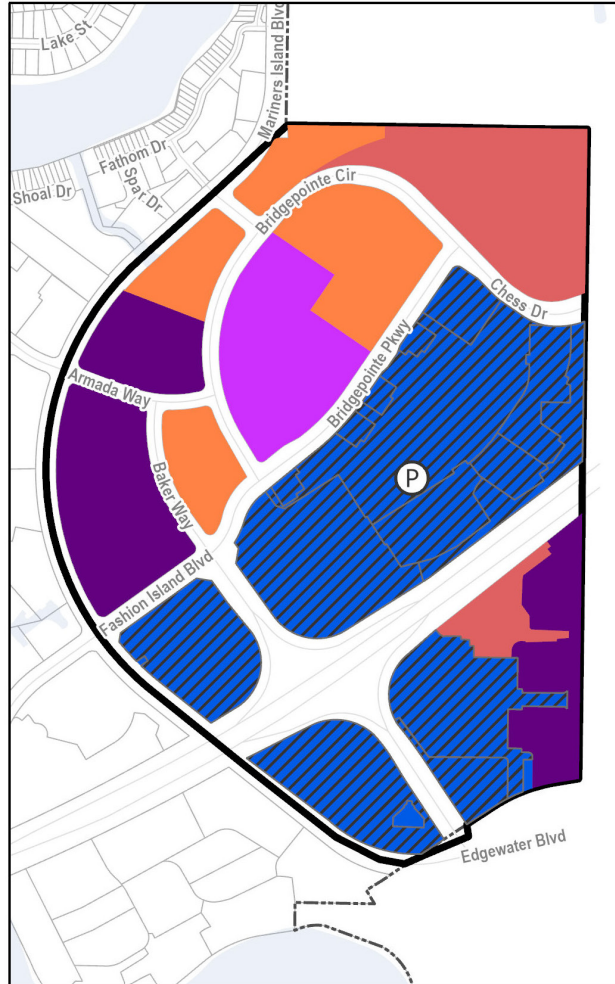 Lake St
Mariners Island Blvd
Fathom Dr
Spar Dr
Shoal Dr
Bridgepointe Cir
Chess Dr
Bridgepointe Pkwy
Armada Way
Baker Way
P
Fashion Island Blvd
Edgewater Blvd